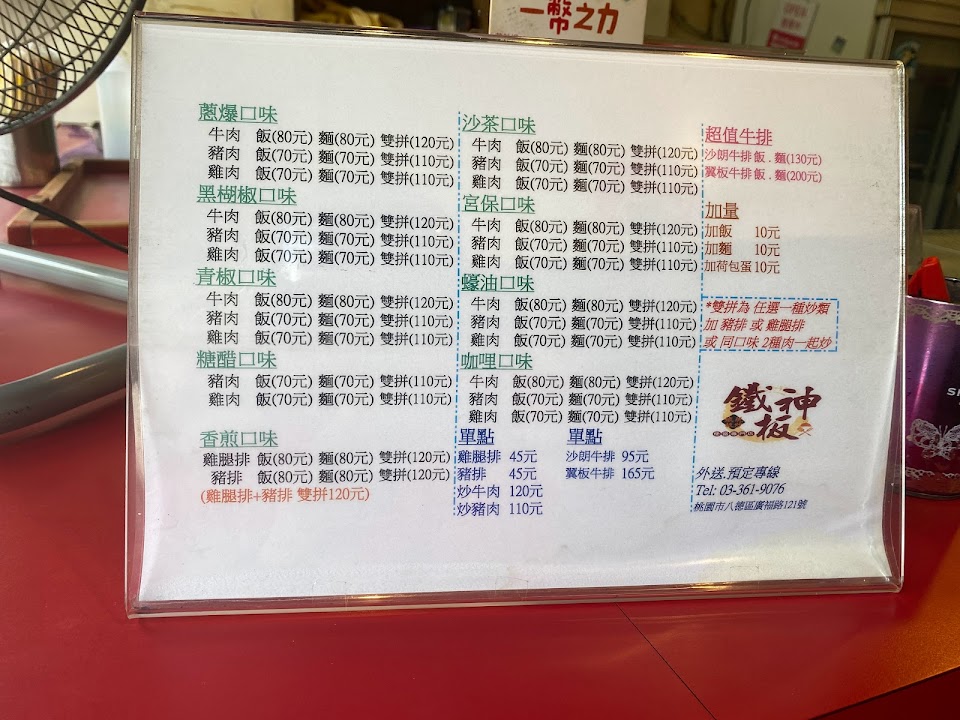 一幣之力
蔥爆口味
牛肉 飯(80元) 麵(80元) 雙拼(120元)
豬肉 飯(70元) 麵(70元) 雙拼(110元)
雞肉 飯(70元) 麵(70元) 雙拼(110元)
黑楜椒口味
牛肉 飯(80元) 麵(80元) 雙拼(120元)
豬肉 飯(70元) 麵(70元) 雙拼(110元)
雞肉 飯(70元) 麵(70元) 雙拼(110元)
青椒口味
牛肉 飯(80元) 麵(80元) 雙拼(120元)
豬肉 飯(70元) 麵(70元) 雙拼(110元)
雞肉 飯(70元) 麵(70元) 雙拼(110元)
糖醋口味
豬肉 飯(70元) 麵(70元) 雙拼(110元)
雞肉 飯(70元) 麵(70元) 雙拼(110元)
香煎口味
雞腿排 飯(80元) 麵(80元) 雙拼(120元)
豬排 飯(80元) 麵(80元) 雙拼(120元)
(雞腿排+豬排 雙拼120元)
沙茶口味
牛肉 飯(80元) 麵(80元) 雙拼(120元)
豬肉 飯(70元) 麵(70元) 雙拼(110元)
雞肉 飯(70元) 麵(70元) 雙拼(110元)
宮保口味
牛肉 飯(80元) 麵(80元) 雙拼(120元)
豬肉 飯(70元) 麵(70元) 雙拼(110元)
雞肉 飯(70元) 麵(70元) 雙拼(110元)
蠔油口味
牛肉 飯(80元) 麵(80元) 雙拼(120元)
豬肉 飯(70元) 麵(70元) 雙拼(110元)
雞肉 飯(70元) 麵(70元) 雙拼(110元)
咖哩口味
牛肉 飯(80元) 麵(80元) 雙拼(120元)
豬肉 飯(70元) 麵(70元) 雙拼(110元)
雞肉 飯(70元) 麵(70元) 雙拼(110元)
單點
雞腿排 45元
豬排 45元
炒牛肉 120元
炒豬肉 110元
單點
沙朗牛排 95元
翼板牛排 165元
超值牛排
沙朗牛排 飯 . 麵(130元)
翼板牛排 飯 . 麵(200元)
加量
加飯 10元
加麵 10元
加荷包蛋 10元
*雙拼為 任選一種炒類
加 豬排 或 雞腿排
或 同口味 2種肉一起炒
鐵板神
外送.預定專線
Tel: 03-361-9076
桃園市八德區廣福路121號